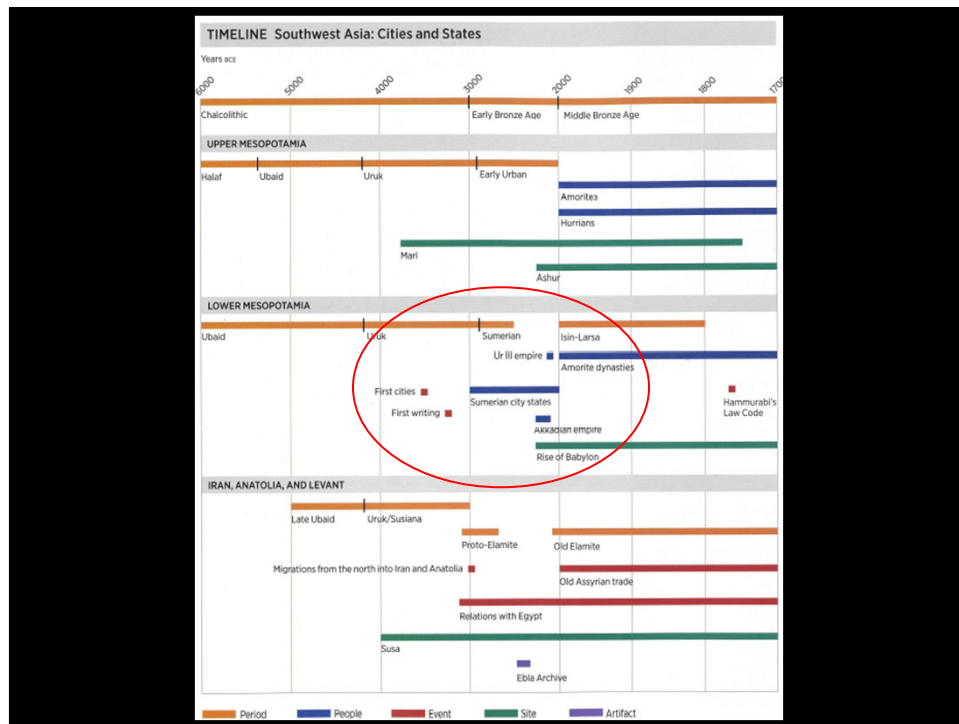 TIMELINE Southwest Asia: Cities and States
Years BCE
6000 5000 4000 3000 2000 1900 1800 1700
Chalcolithic Early Bronze Age Middle Bronze Age
UPPER MESOPOTAMIA
Halaf Ubaid Uruk Early Urban
Amorites
Hurrians
Mari
Ashur
LOWER MESOPOTAMIA
Ubaid Uruk Sumerian Isin-Larsa
Ur III empire
Amorite dynasties
First cities
Sumerian city states
Hammurabi's
Law Code
First writing
Akkadian empire
Rise of Babylon
IRAN, ANATOLIA, AND LEVANT
Late Ubaid Uruk/Susiana
Proto-Elamite Old Elamite
Migrations from the north into Iran and Anatolia
Old Assyrian trade
Relations with Egypt
Susa
Ebla Archive
Period People Event Site Artifact